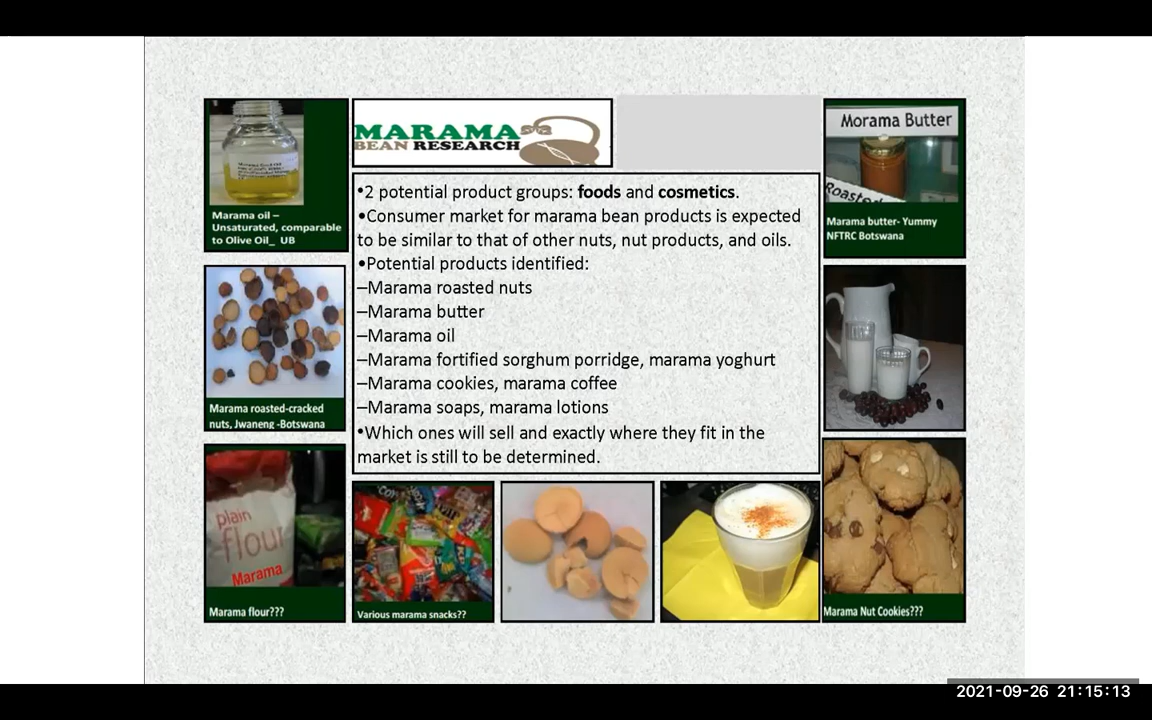 Marama oil –
Unsaturated, comparable
to Olive Oil_ UB
MARAMA
BEAN RESEARCH
Morama Butter
Roasted
Marama butter- Yummy
NFTRC Botswana
•2 potential product groups: foods and cosmetics.
•Consumer market for marama bean products is expected
to be similar to that of other nuts, nut products, and oils.
•Potential products identified:
–Marama roasted nuts
–Marama butter
–Marama oil
–Marama fortified sorghum porridge, marama yoghurt
–Marama cookies, marama coffee
–Marama soaps, marama lotions
•Which ones will sell and exactly where they fit in the
market is still to be determined.
Marama roasted-cracked
nuts, Jwaneng -Botswana
plain
flour
Marama
Marama flour???
Various marama snacks??
Marama Nut Cookies???
2021-09-26 21:15:13